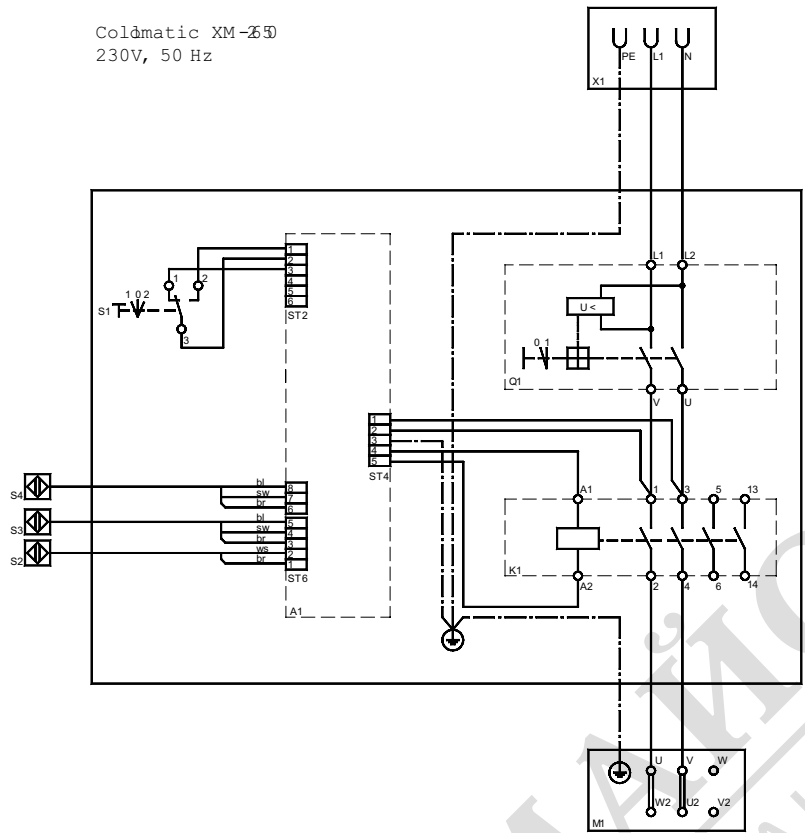 Coldmatic XM-260
230V, 50 Hz
PE L1 N
X1
L1 L2
U <
0 1
Q1
V U
1 2
1 0 2
S1
3
1
2
3
4
5
6
ST2
1
2
3
4
5
ST4
A1 1 3 5 13
K1
A2 2 4 6 14
S4
bl 8
sw 7
br 6
S3
bl 5
sw 4
br 3
S2
ws 2
br 1
ST6
A1
U V W
W2 U2 V2
M1
МАЙС